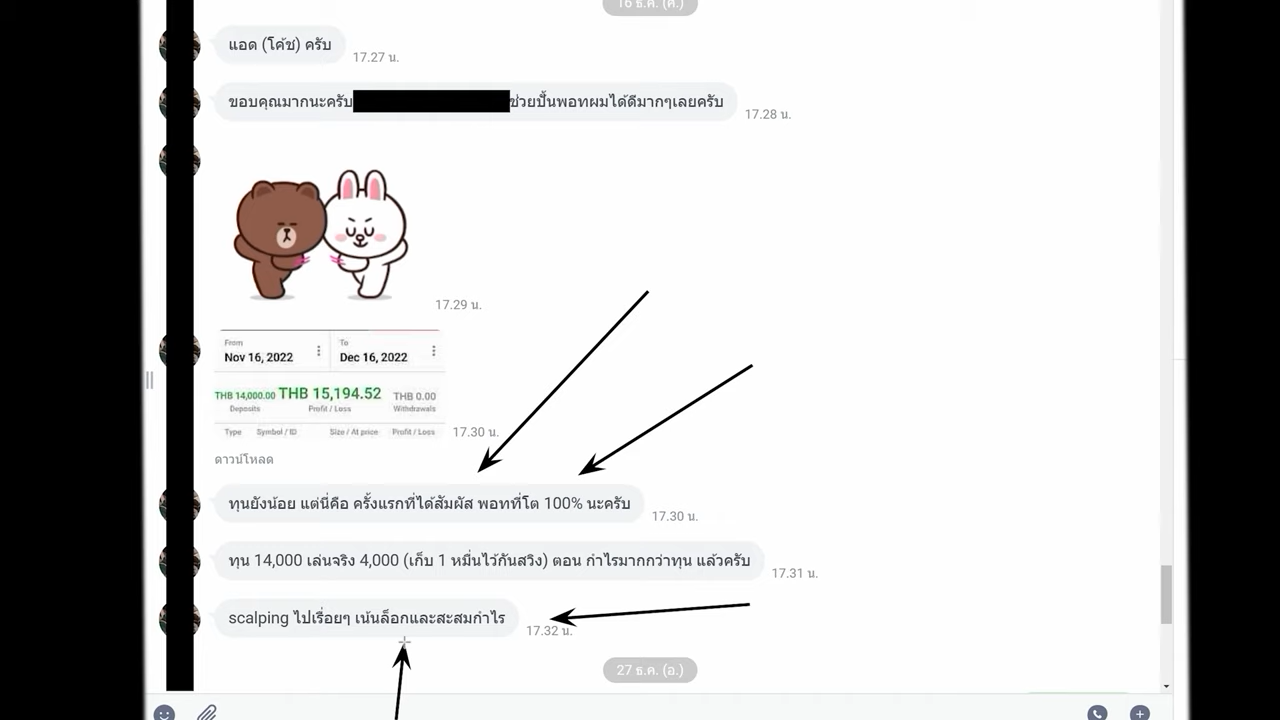 16 ธ.ค. (ศ.)
แอด (โค้ช) ครับ
17.27 น.
ขอบคุณมากนะครับ ช่วยปั้นพอทผมได้ดีมากๆเลยครับ
17.28 น.
17.29 น.
From
To
Nov 16, 2022
Dec 16, 2022
THB 14,000.00 THB 15,194.52 THB 0.00
Deposits Profit / Loss Withdrawals
Type Symbol / ID Size / At price Profit / Loss
17.30 น.
ดาวน์โหลด
ทุนยังน้อย แต่นี่คือ ครั้งแรกที่ได้สัมผัส พอทที่โต 100% นะครับ
17.30 น.
ทุน 14,000 เล่นจริง 4,000 (เก็บ 1 หมื่นไว้กันสวิง) ตอน กำไรมากกว่าทุน แล้วครับ
17.31 น.
scalping ไปเรื่อยๆ เน้นล็อกและสะสมกำไร
17.32 น.
27 ธ.ค. (อ.)